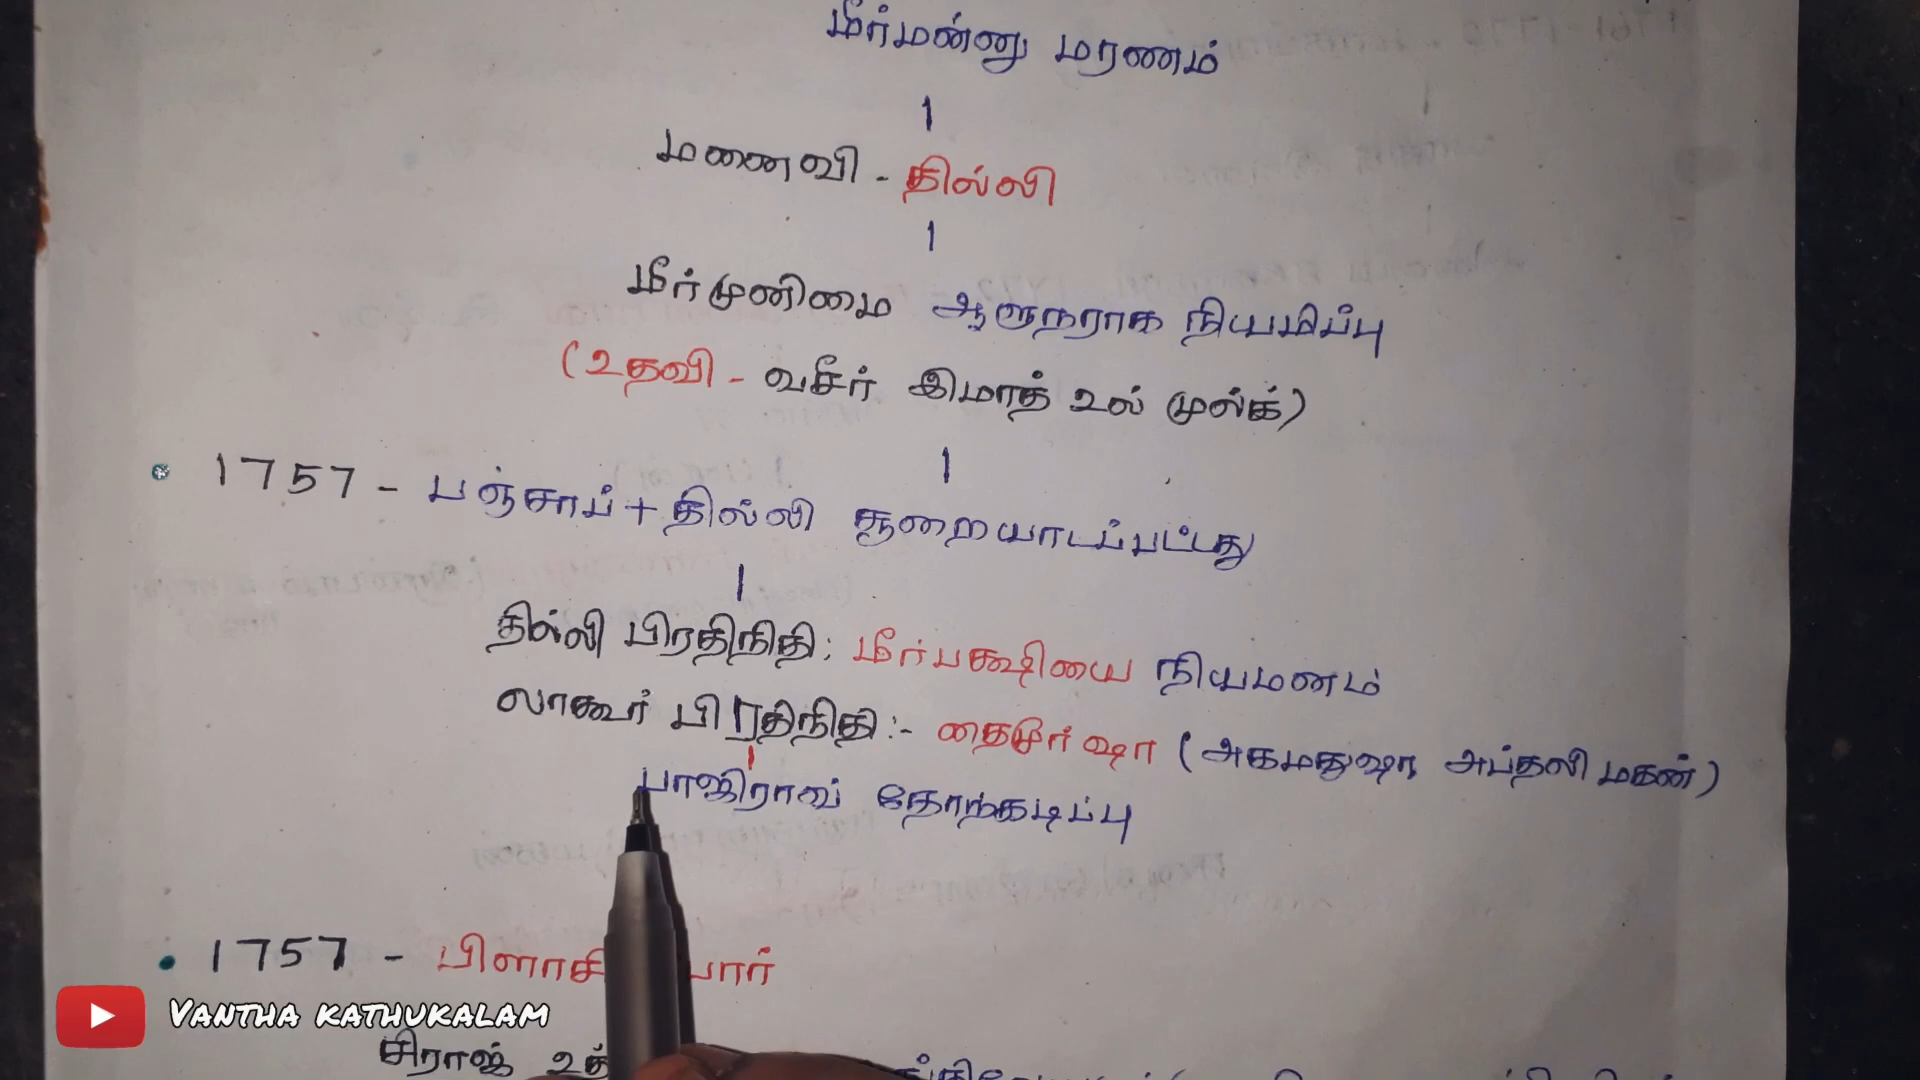 மீர்மன்னு மரணம்
மனைவி - தில்லி
மீர்முனிமை ஆளுநராக நியமிப்பு
(உதவி - வசீர் இமாத் உல் முல்க்)
1757 - பஞ்சாப் + தில்லி சூறையாடப்பட்டது
தில்லி பிரதிநிதி: மீர்பக்ஷியை நியமனம்
லாகூர் பிரதிநிதி:- தைமூர் ஷா (அகமதுஷா அப்தலி மகன்)
பாஜிராவ் தோற்கடிப்பு
1757 - பிளாசி போர்
VANTHA KATHUKALAM
சிராஜ் உத்